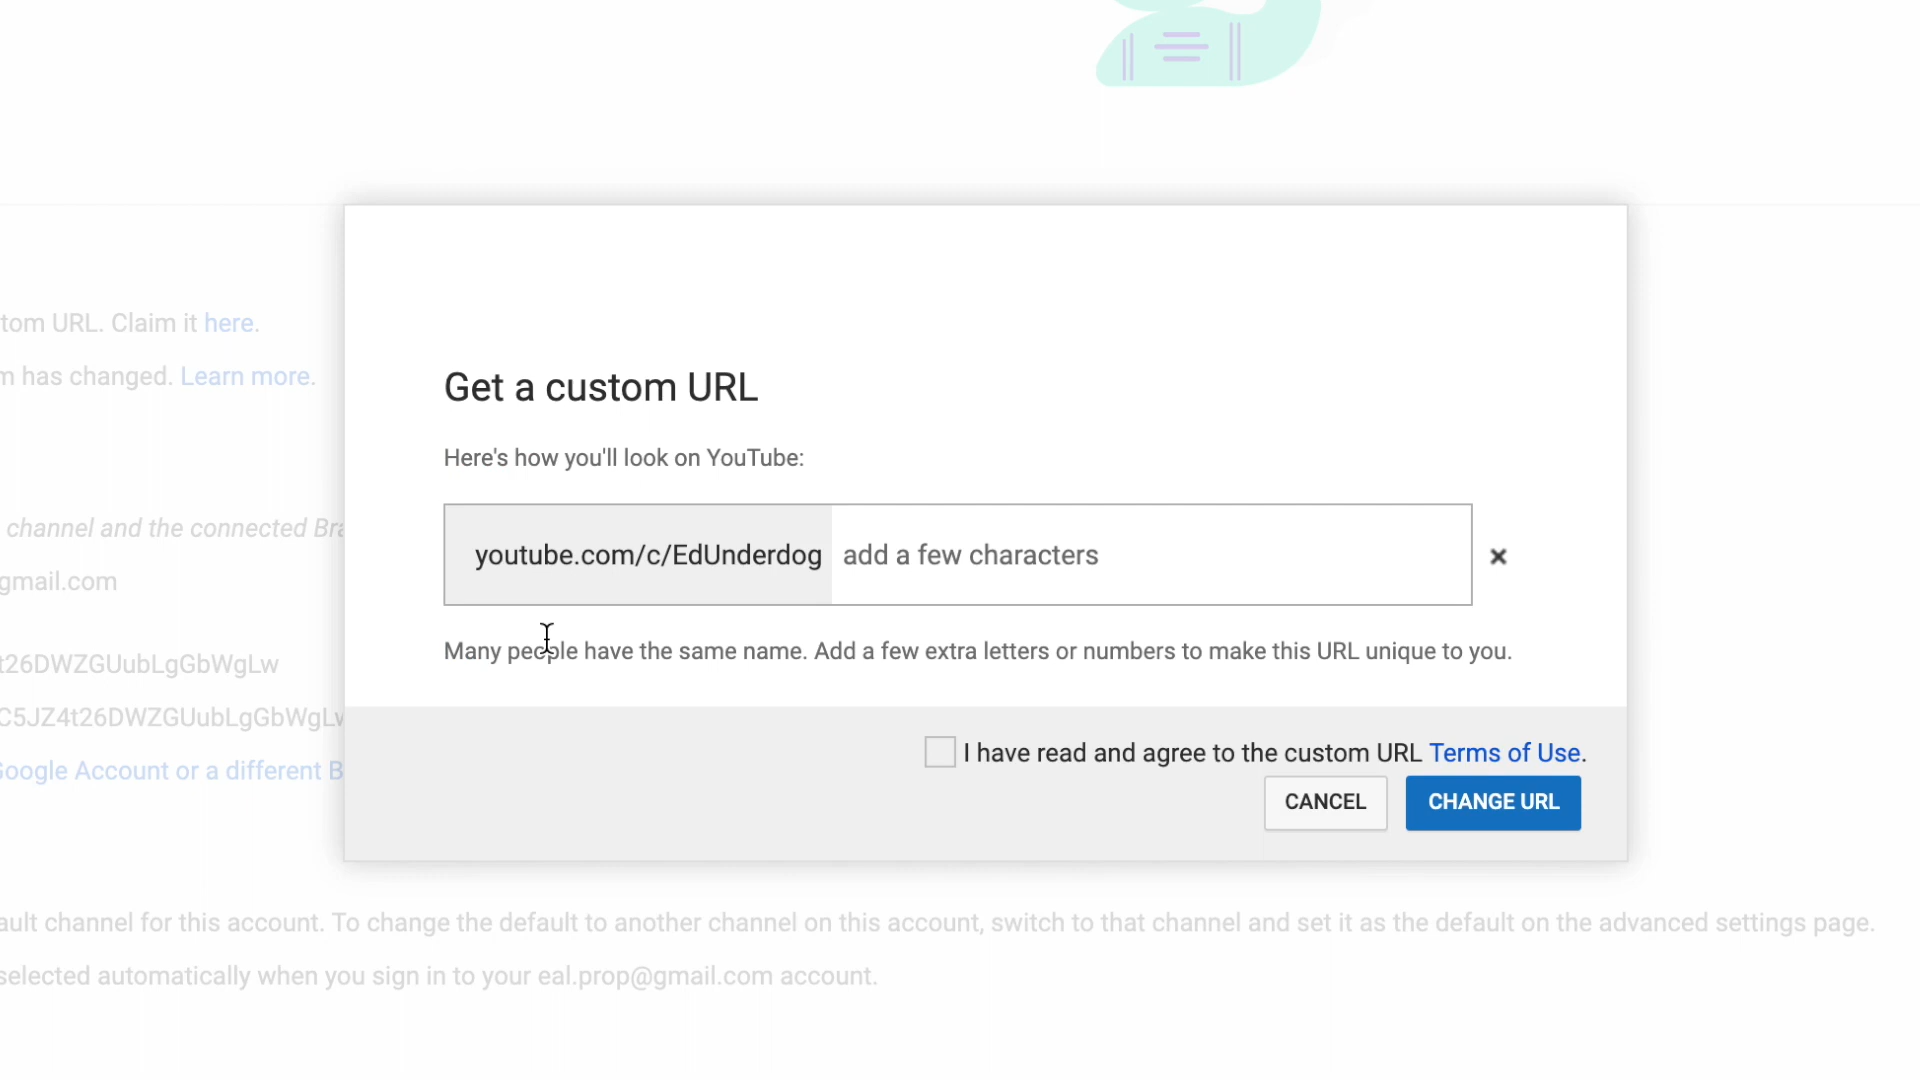 tom URL. Claim it here.
m has changed. Learn more.
channel and the connected Bra
gmail.com
t26DWZGUubLgGbWgLw
C5JZ4t26DWZGUubLgGbWgLw
Google Account or a different B
Get a custom URL
Here's how you'll look on YouTube:
youtube.com/c/EdUnderdog add a few characters ×
Many people have the same name. Add a few extra letters or numbers to make this URL unique to you.
I have read and agree to the custom URL Terms of Use.
CANCEL CHANGE URL
ault channel for this account. To change the default to another channel on this account, switch to that channel and set it as the default on the advanced settings page.
selected automatically when you sign in to your eal.prop@gmail.com account.